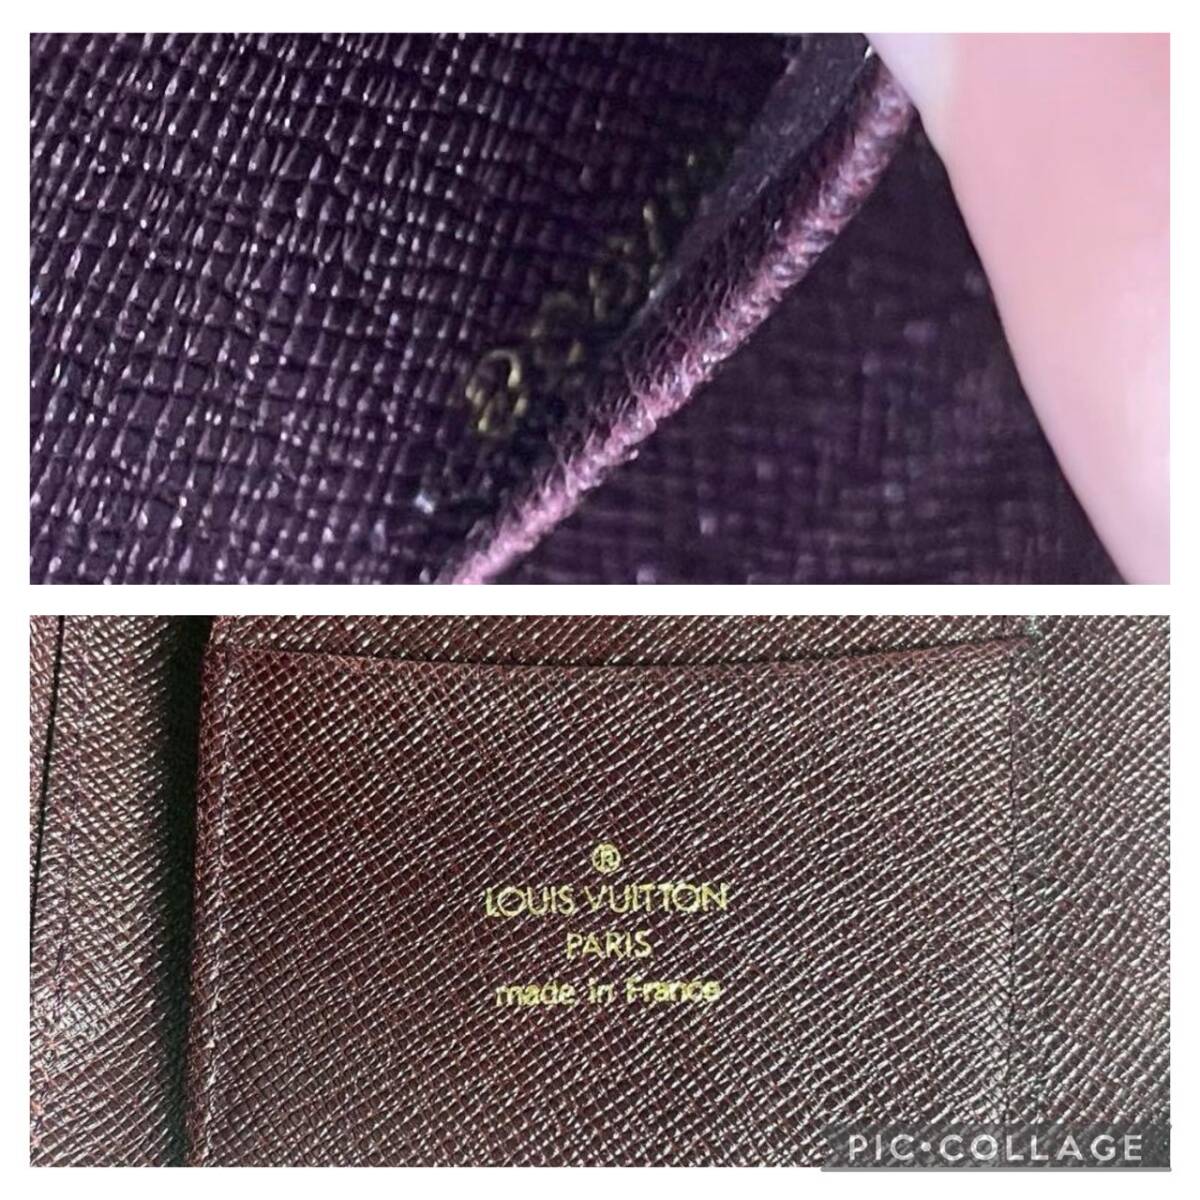 ®
LOUIS VUITTON
PARIS
made in France
PIC•COLLAGE